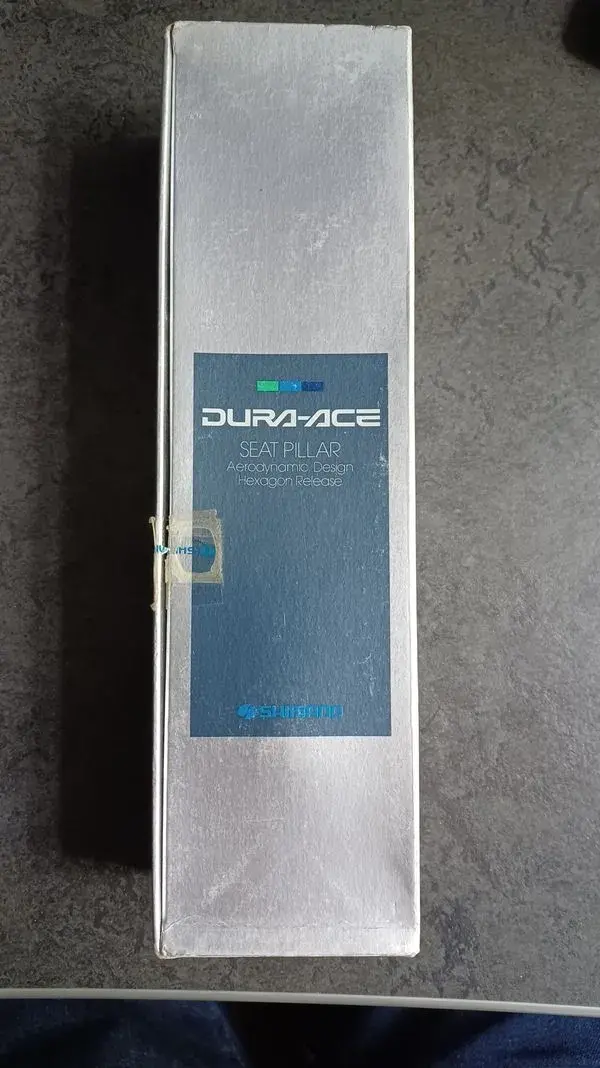 DURA-ACE
SEAT PILLAR
Aerodynamic Design
Hexagon Release
SHIMANO